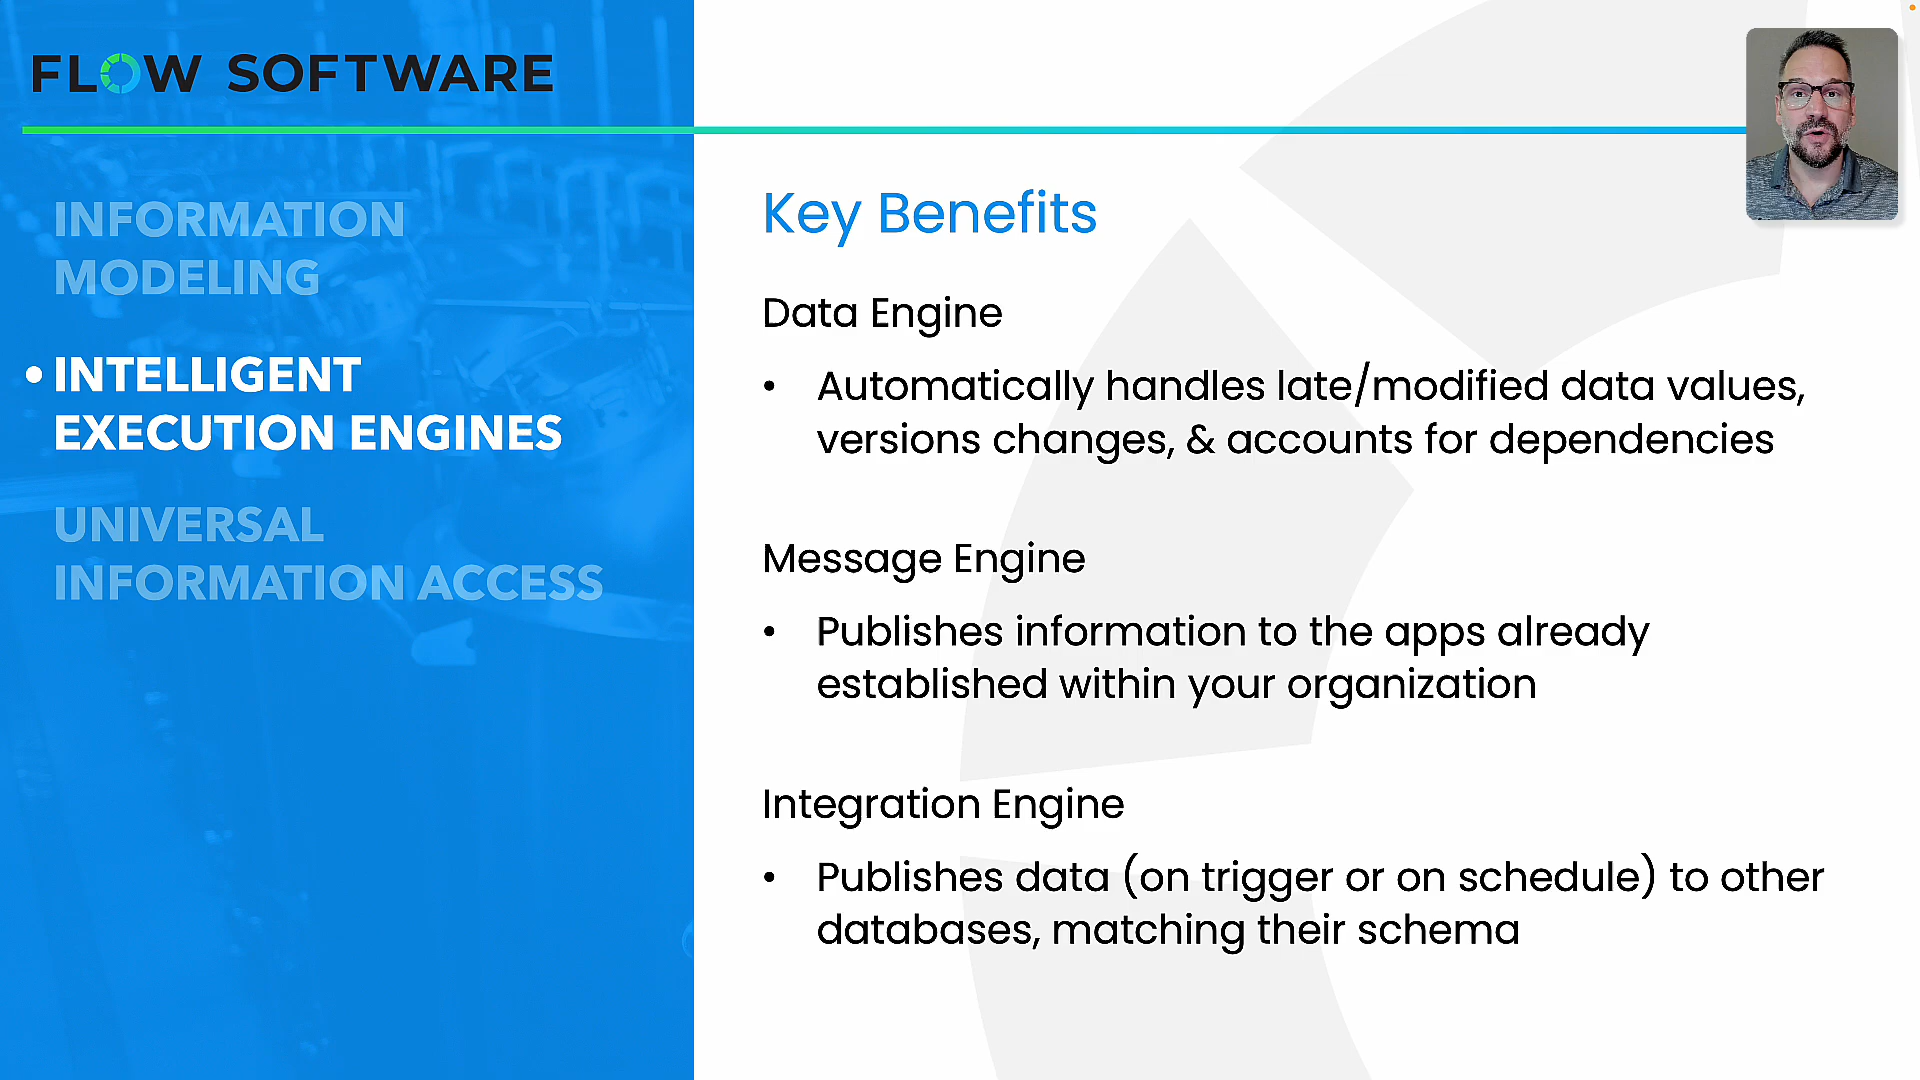 FLOW SOFTWARE
INFORMATION
MODELING
• INTELLIGENT
EXECUTION ENGINES
UNIVERSAL
INFORMATION ACCESS
Key Benefits
Data Engine
• Automatically handles late/modified data values,
versions changes, & accounts for dependencies
Message Engine
• Publishes information to the apps already
established within your organization
Integration Engine
• Publishes data (on trigger or on schedule) to other
databases, matching their schema